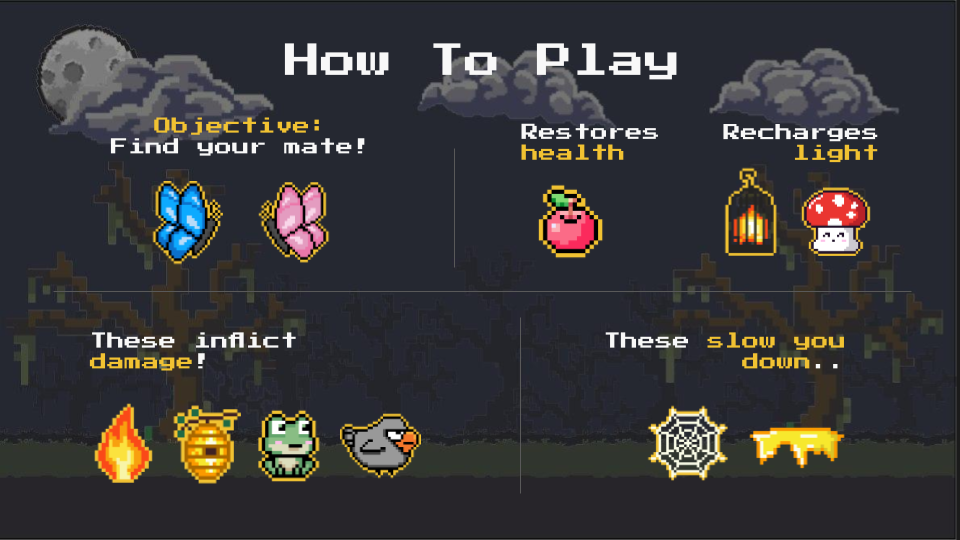 How To Play
Objective:
Find your mate!
Restores
health
Recharges
light
These inflict
damage!
These slow you
down..